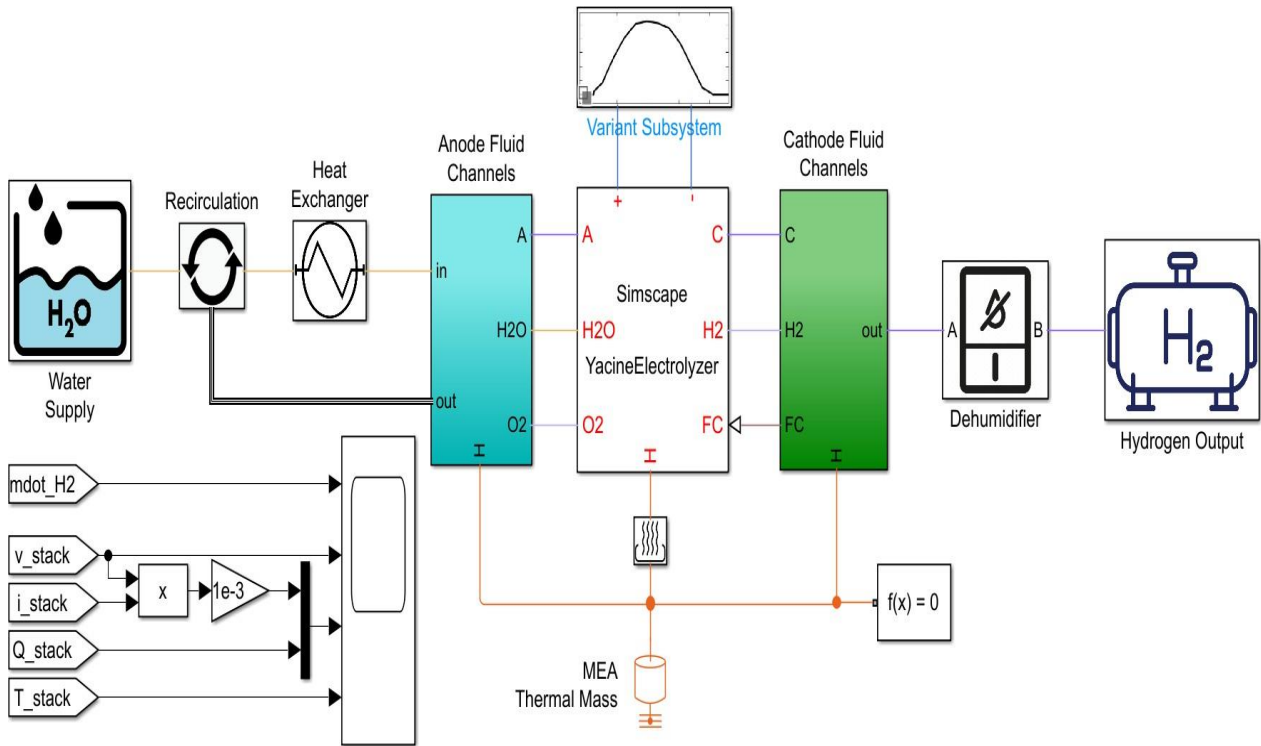 Variant Subsystem
Anode Fluid
Channels
Cathode Fluid
Channels
Heat
Exchanger
Recirculation
H2O
Water
Supply
in
out
A
H2O
O2
H
+
-
A
H2O
O2
C
H2
FC
Simscape
YacineElectrolyzer
H
C
H2
FC
out
H
A
B
Dehumidifier
H2
Hydrogen Output
mdot_H2
v_stack
i_stack
Q_stack
T_stack
x
1e-3
f(x) = 0
MEA
Thermal Mass